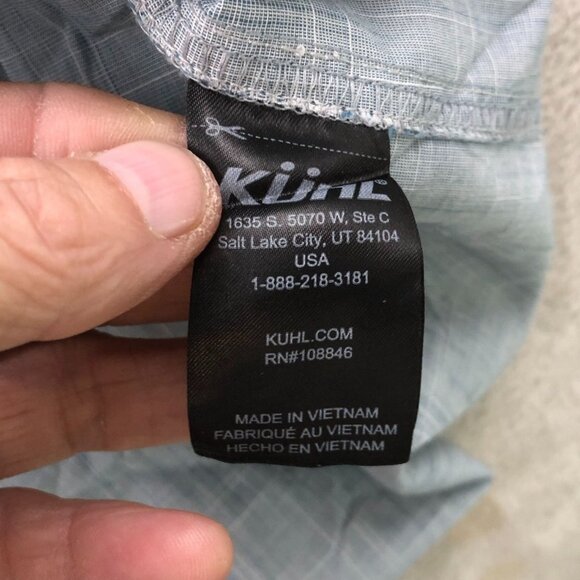 KÜHL
1635 S. 5070 W, Ste C
Salt Lake City, UT 84104
USA
1-888-218-3181
KUHL.COM
RN#108846
MADE IN VIETNAM
FABRIQUÉ AU VIETNAM
HECHO EN VIETNAM